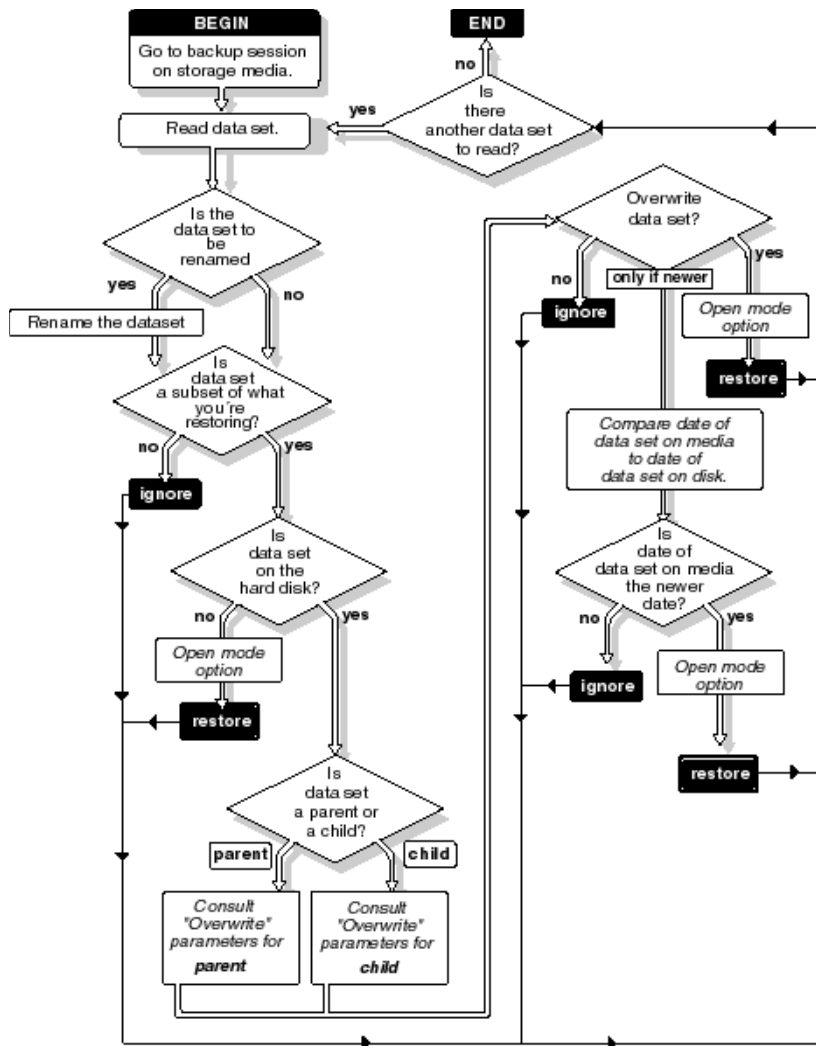 BEGIN
Go to backup session
on storage media.
END
no
Is
there
another data set
to read?
yes
Read data set.
Is the
data set to
be
renamed
yes
no
Rename the dataset
Is
data set
a subset of what
you´re
restoring?
no
yes
ignore
Is
data set
on the
hard disk?
no
yes
Open mode
option
restore
Is
data set
a parent or
a child?
parent
child
Consult
"Overwrite"
parameters for
parent
Consult
"Overwrite"
parameters for
child
Overwrite
data set?
no
only if newer
yes
ignore
Open mode
option
restore
Compare date of
data set on media
to date of
data set on disk.
Is
date of
data set on media
the newer
date?
no
yes
ignore
Open mode
option
restore